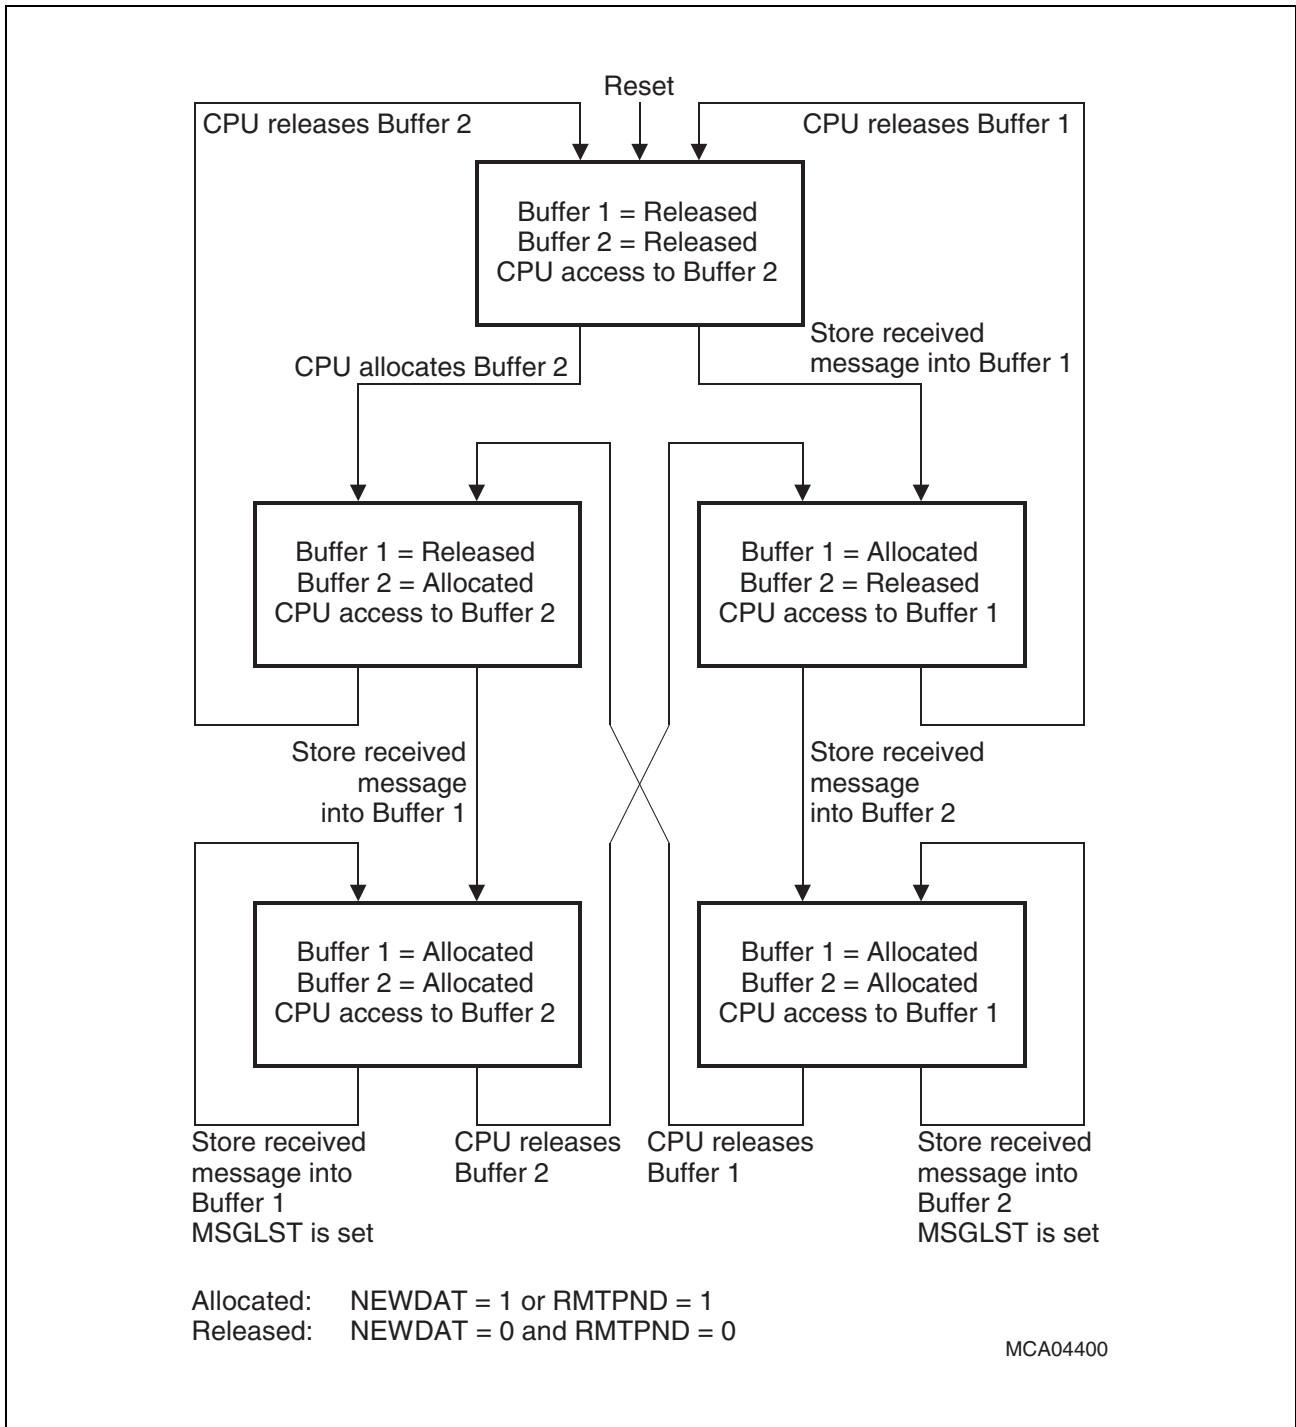 Reset
CPU releases Buffer 2
CPU releases Buffer 1
Buffer 1 = Released
Buffer 2 = Released
CPU access to Buffer 2
CPU allocates Buffer 2
Store received
message into Buffer 1
Buffer 1 = Released
Buffer 2 = Allocated
CPU access to Buffer 2
Buffer 1 = Allocated
Buffer 2 = Released
CPU access to Buffer 1
Store received
message
into Buffer 1
Store received
message
into Buffer 2
Buffer 1 = Allocated
Buffer 2 = Allocated
CPU access to Buffer 2
Buffer 1 = Allocated
Buffer 2 = Allocated
CPU access to Buffer 1
Store received
message into
Buffer 1
MSGLST is set
CPU releases
Buffer 2
CPU releases
Buffer 1
Store received
message into
Buffer 2
MSGLST is set
Allocated: NEWDAT = 1 or RMTPND = 1
Released: NEWDAT = 0 and RMTPND = 0
MCA04400